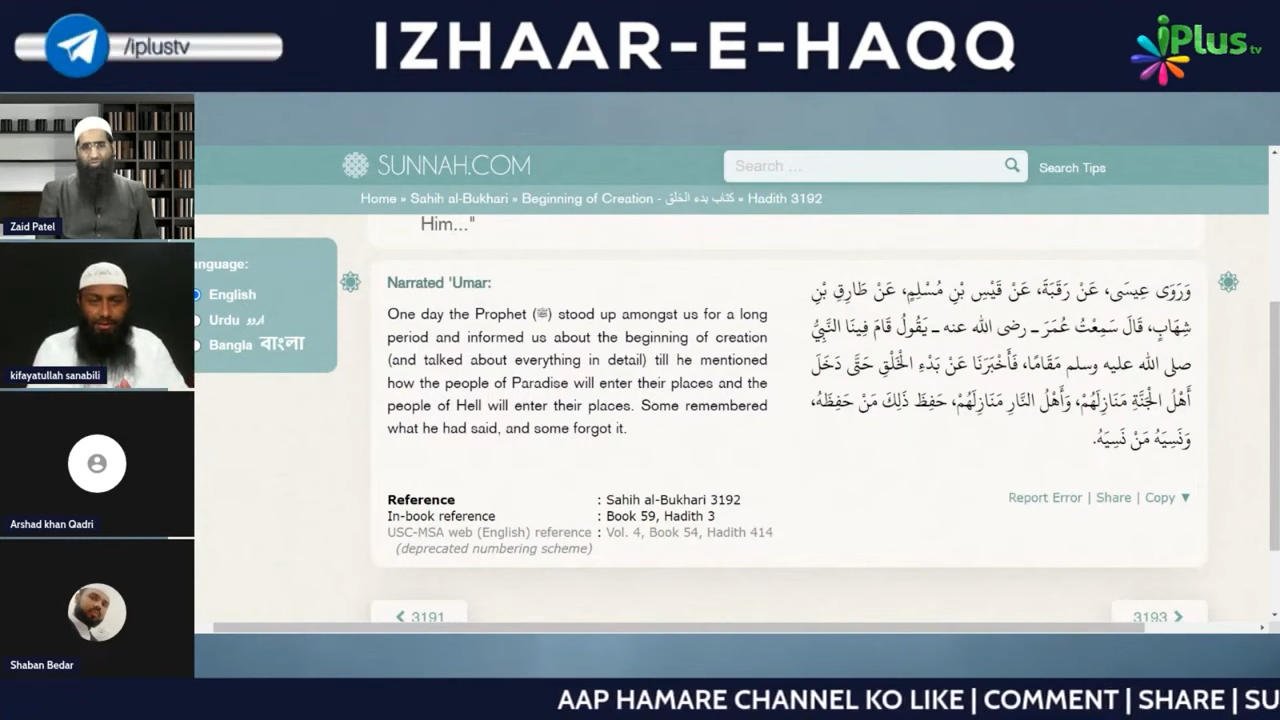 /iplustv
IZHAAR-E-HAQQ
iPlus tv
Zaid Patel
kifayatullah sanabili
Arshad khan Qadri
Shaban Bedar
SUNNAH.COM
Search ...
Search Tips
Home » Sahih al-Bukhari » Beginning of Creation - كتاب بدء الخلق » Hadith 3192
Him..."
anguage:
English
Urdu اردو
Bangla বাংলা
Narrated 'Umar:
One day the Prophet (ﷺ) stood up amongst us for a long
period and informed us about the beginning of creation
(and talked about everything in detail) till he mentioned
how the people of Paradise will enter their places and the
people of Hell will enter their places. Some remembered
what he had said, and some forgot it.
وَرَوَى عِيسَى، عَنْ رَقَبَةَ، عَنْ قَيْسِ بْنِ مُسْلِمٍ، عَنْ طَارِقِ بْنِ
شِهَابٍ، قَالَ سَمِعْتُ عُمَرَ ـ رضى الله عنه ـ يَقُولُ قَامَ فِينَا النَّبِيُّ
صلى الله عليه وسلم مَقَامًا، فَأَخْبَرَنَا عَنْ بَدْءِ الْخَلْقِ حَتَّى دَخَلَ
أَهْلُ الْجَنَّةِ مَنَازِلَهُمْ، وَأَهْلُ النَّارِ مَنَازِلَهُمْ، حَفِظَ ذَلِكَ مَنْ حَفِظَهُ،
وَنَسِيَهُ مَنْ نَسِيَهُ.
Reference : Sahih al-Bukhari 3192
In-book reference : Book 59, Hadith 3
USC-MSA web (English) reference : Vol. 4, Book 54, Hadith 414
(deprecated numbering scheme)
Report Error | Share | Copy ▼
3191
3193
AAP HAMARE CHANNEL KO LIKE | COMMENT | SHARE | SU